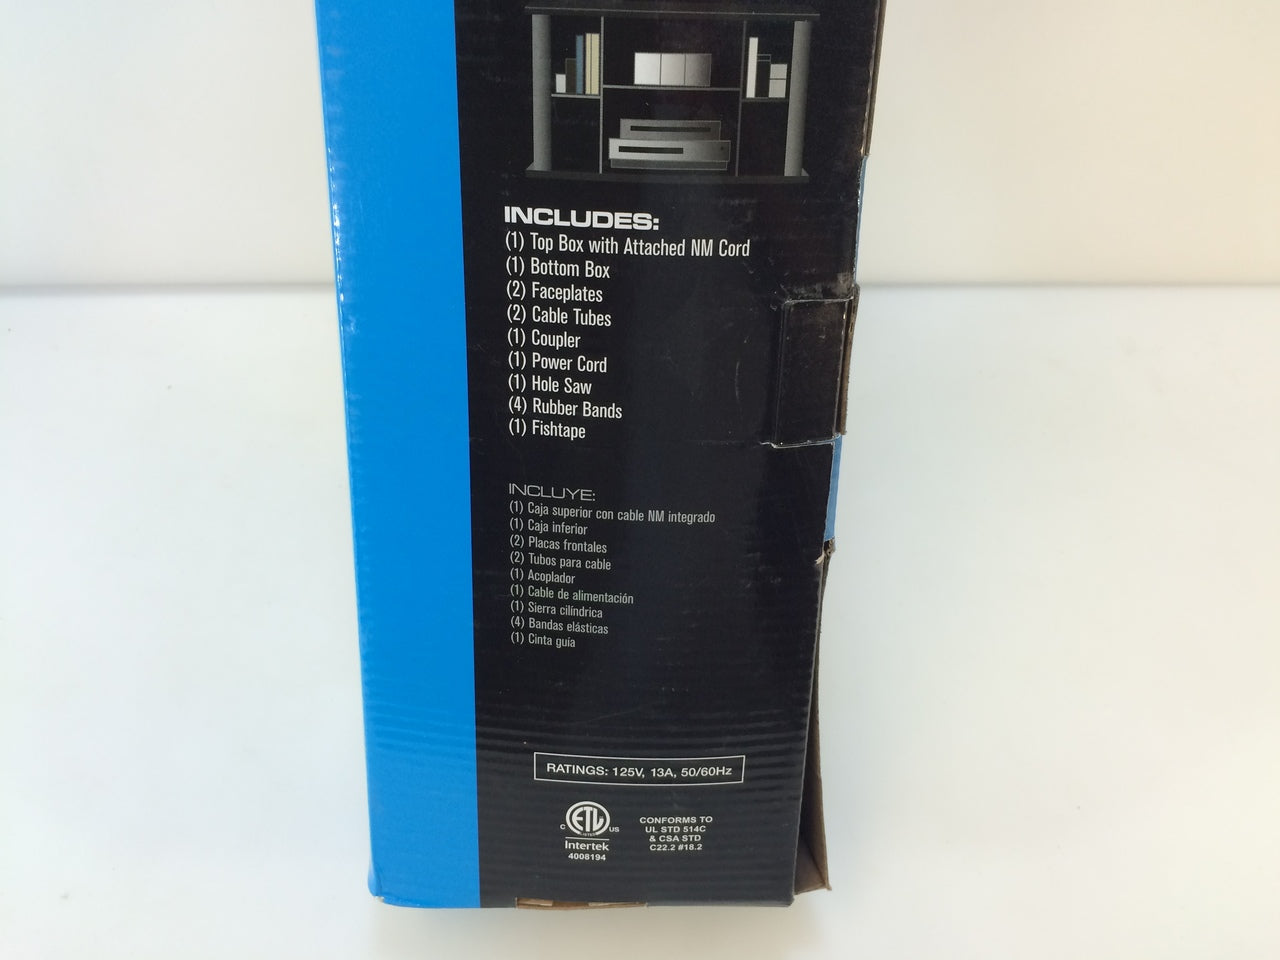 INCLUDES:
(1) Top Box with Attached NM Cord
(1) Bottom Box
(2) Faceplates
(2) Cable Tubes
(1) Coupler
(1) Power Cord
(1) Hole Saw
(4) Rubber Bands
(1) Fishtape
INCLUYE:
(1) Caja superior con cable NM integrado
(1) Caja inferior
(2) Placas frontales
(2) Tubos para cable
(1) Acoplador
(1) Cable de alimentación
(1) Sierra cilíndrica
(4) Bandas elásticas
(1) Cinta guía
RATINGS: 125V, 13A, 50/60Hz
C ETL US
LISTED
Intertek
4008194
CONFORMS TO
UL STD 514C
& CSA STD
C22.2 #18.2